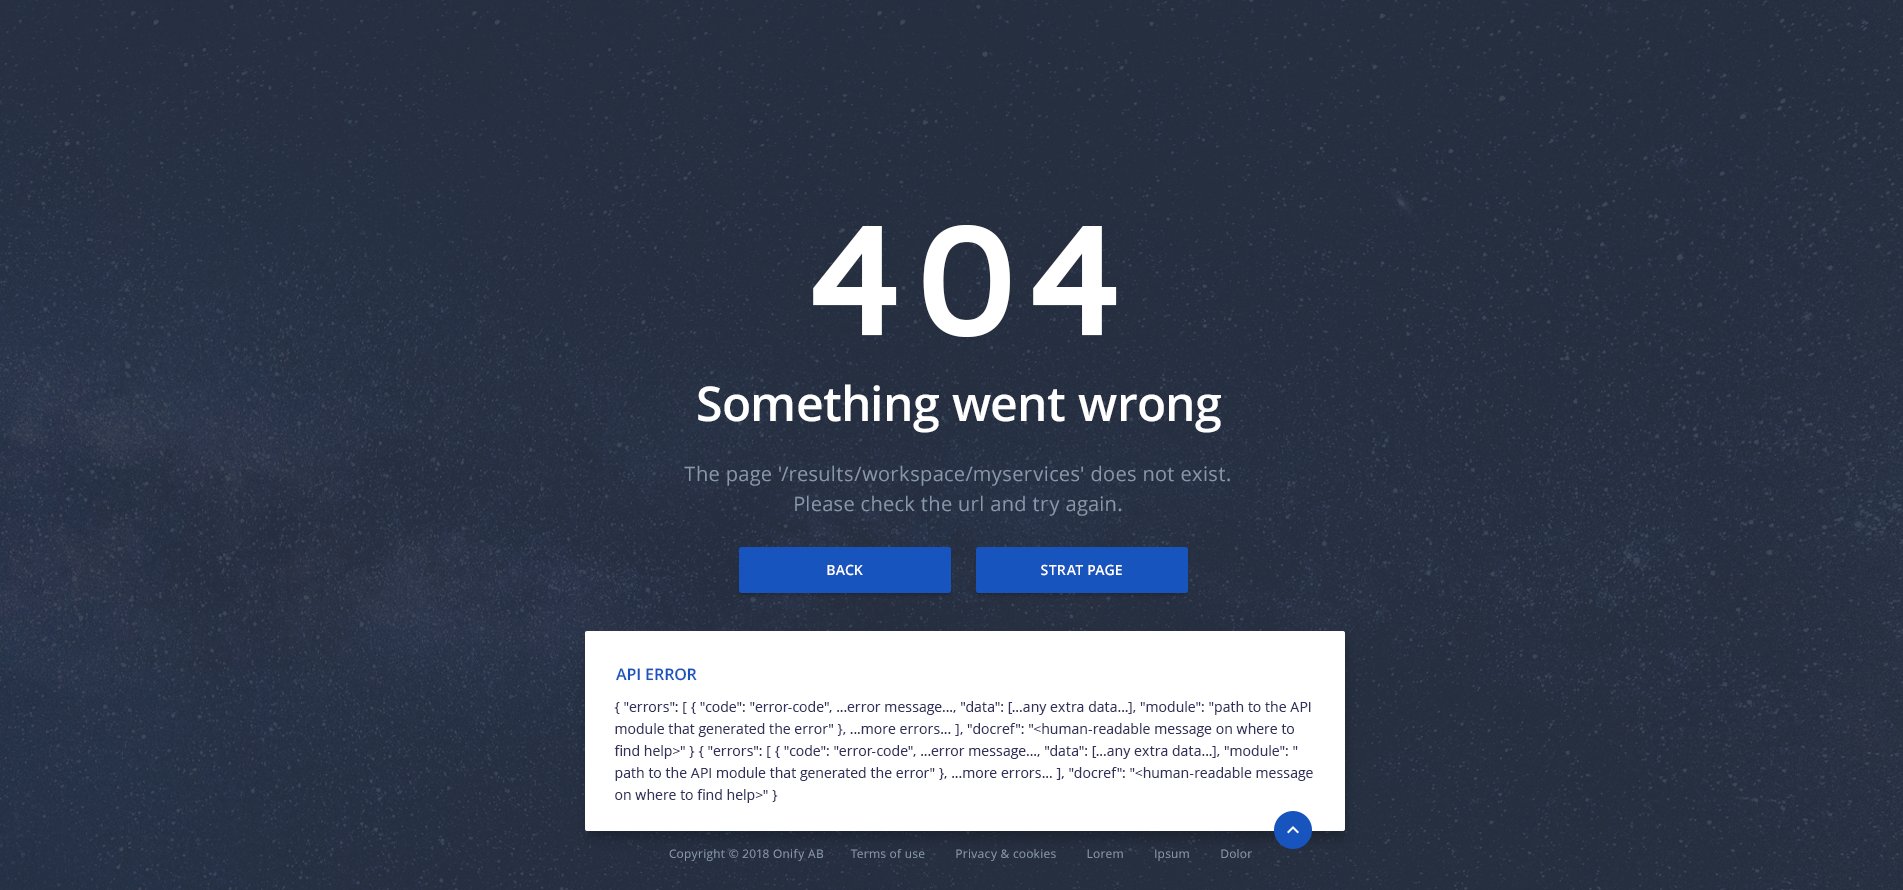 404
Something went wrong
The page '/results/workspace/myservices' does not exist.
Please check the url and try again.
BACK
STRAT PAGE
API ERROR
{ "errors": [ { "code": "error-code", ...error message..., "data": [...any extra data...], "module": "path to the API
module that generated the error" }, ...more errors... ], "docref": "<human-readable message on where to
find help>" } { "errors": [ { "code": "error-code", ...error message..., "data": [...any extra data...], "module": "
path to the API module that generated the error" }, ...more errors... ], "docref": "<human-readable message
on where to find help>" }
Copyright © 2018 Onify AB Terms of use Privacy & cookies Lorem Ipsum Dolor